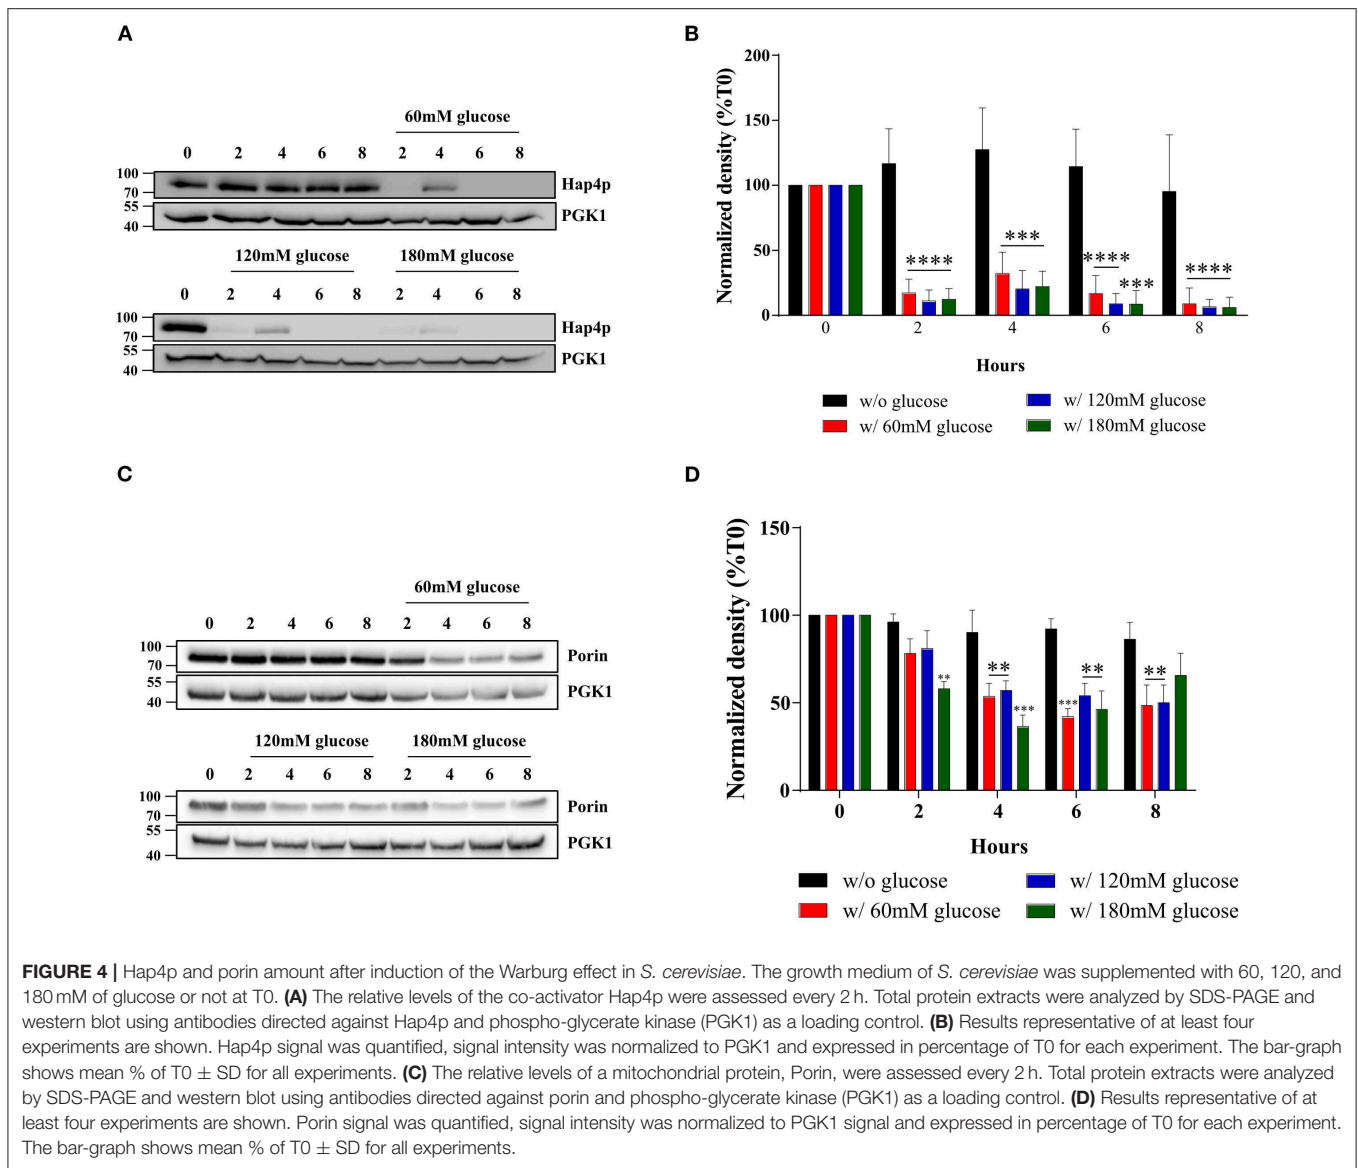 A
60mM glucose
0 2 4 6 8 2 4 6 8
100
70
Hap4p
55
40
PGK1
120mM glucose 180mM glucose
0 2 4 6 8 2 4 6 8
100
70
Hap4p
55
40
PGK1
B
Normalized density (%T0)
200
150
100
50
0
****
***
****
***
****
0 2 4 6 8
Hours
w/o glucose w/ 120mM glucose
w/ 60mM glucose w/ 180mM glucose
C
60mM glucose
0 2 4 6 8 2 4 6 8
100
70
Porin
55
40
PGK1
120mM glucose 180mM glucose
0 2 4 6 8 2 4 6 8
100
70
Porin
55
40
PGK1
D
Normalized density (%T0)
150
100
50
0
**
**
***
***
**
**
0 2 4 6 8
Hours
w/o glucose w/ 120mM glucose
w/ 60mM glucose w/ 180mM glucose
FIGURE 4 | Hap4p and porin amount after induction of the Warburg effect in S. cerevisiae. The growth medium of S. cerevisiae was supplemented with 60, 120, and
180 mM of glucose or not at T0. (A) The relative levels of the co-activator Hap4p were assessed every 2 h. Total protein extracts were analyzed by SDS-PAGE and
western blot using antibodies directed against Hap4p and phospho-glycerate kinase (PGK1) as a loading control. (B) Results representative of at least four
experiments are shown. Hap4p signal was quantified, signal intensity was normalized to PGK1 and expressed in percentage of T0 for each experiment. The bar-graph
shows mean % of T0 ± SD for all experiments. (C) The relative levels of a mitochondrial protein, Porin, were assessed every 2 h. Total protein extracts were analyzed
by SDS-PAGE and western blot using antibodies directed against porin and phospho-glycerate kinase (PGK1) as a loading control. (D) Results representative of at
least four experiments are shown. Porin signal was quantified, signal intensity was normalized to PGK1 signal and expressed in percentage of T0 for each experiment.
The bar-graph shows mean % of T0 ± SD for all experiments.